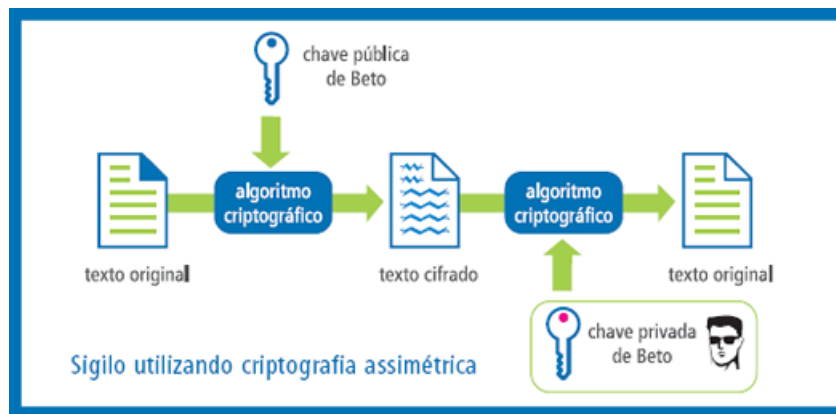 chave pública
de Beto
algoritmo
criptográfico
algoritmo
criptográfico
texto original
texto cifrado
texto original
chave privada
de Beto
Sigilo utilizando criptografia assimétrica